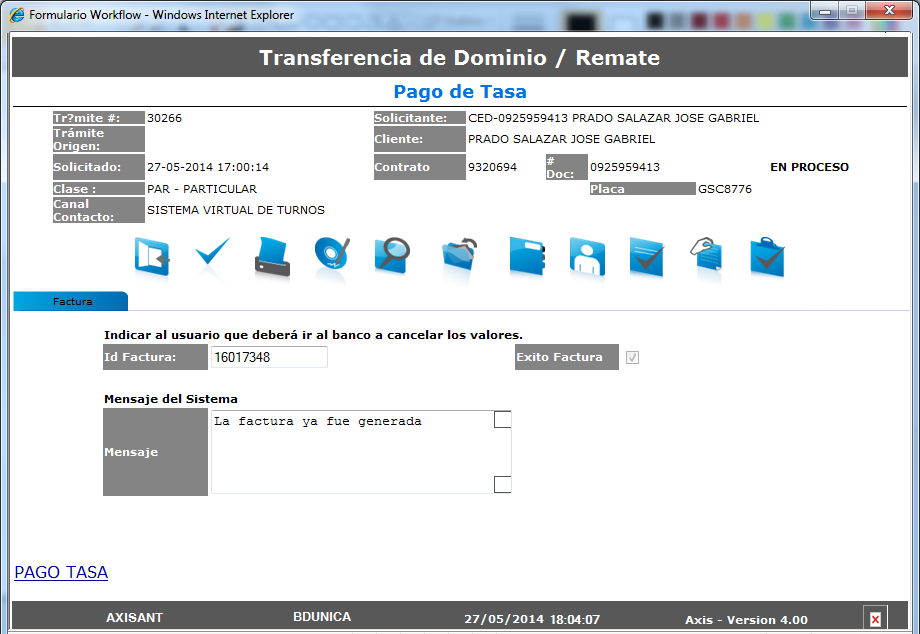 Formulario Workflow - Windows Internet Explorer
Transferencia de Dominio / Remate
Pago de Tasa
Tr?mite #: 30266 Solicitante: CED-0925959413 PRADO SALAZAR JOSE GABRIEL
Trámite Origen: Cliente: PRADO SALAZAR JOSE GABRIEL
Solicitado: 27-05-2014 17:00:14 Contrato 9320694 # Doc: 0925959413 EN PROCESO
Clase : PAR - PARTICULAR Placa GSC8776
Canal Contacto: SISTEMA VIRTUAL DE TURNOS
Factura
Indicar al usuario que deberá ir al banco a cancelar los valores.
Id Factura: 16017348 Exito Factura
Mensaje del Sistema
La factura ya fue generada
Mensaje
PAGO TASA
AXISANT BDUNICA 27/05/2014 18:04:07 Axis - Version 4.00